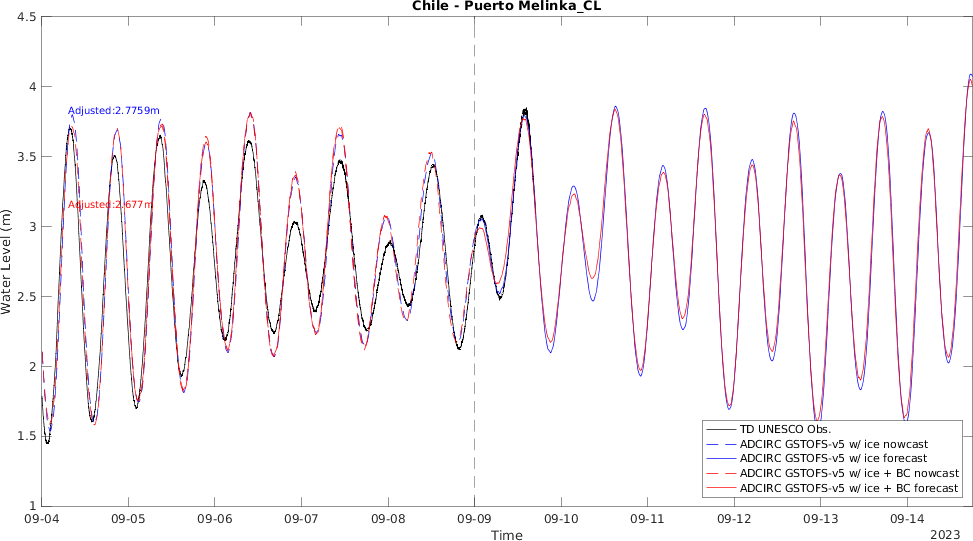 Chile - Puerto Melinka_CL
4.5
4
3.5
3
2.5
2
1.5
1
Water Level (m)
Adjusted:2.7759m
Adjusted:2.677m
TD UNESCO Obs.
ADCIRC GSTOFS-v5 w/ ice nowcast
ADCIRC GSTOFS-v5 w/ ice forecast
ADCIRC GSTOFS-v5 w/ ice + BC nowcast
ADCIRC GSTOFS-v5 w/ ice + BC forecast
09-04 09-05 09-06 09-07 09-08 09-09 09-10 09-11 09-12 09-13 09-14
Time
2023